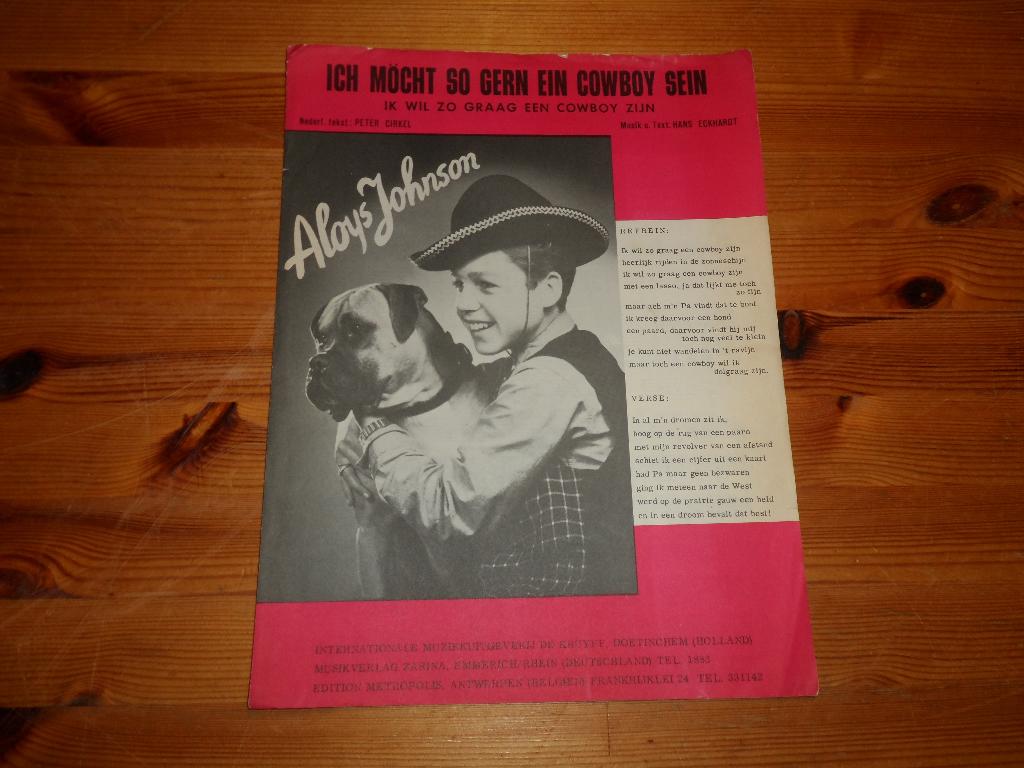 ICH MÖCHT SO GERN EIN COWBOY SEIN
IK WIL ZO GRAAG EEN COWBOY ZIJN
Nederl. tekst: PETER CIRKEL
Musik u. Text: HANS ECKHARDT
Aloys Johnson
REFREIN:
Ik wil zo graag een cowboy zijn
heerlijk rijden in de zonneschijn
ik wil zo graag een cowboy zijn
met een lasso, ja dat lijkt me toch
zo fijn
maar ach m'n Pa vindt dat te bont
ik kreeg daarvoor een hond
een paard, daarvoor vindt hij mij
toch nog veel te klein
je kunt niet wandelen in 't ravijn
maar toch een cowboy wil ik
dolgraag zijn.
VERSE:
In al m'n dromen zit ik,
hoog op de rug van een paard
met mijn revolver van een afstand
schiet ik een cijfer uit een kaart
had Pa maar geen bezwaren
ging ik meteen naar de West
werd op de prairie gauw een held
en in een droom bevalt dat best!
INTERNATIONALE MUZIEKUITGEVERIJ DE KRUYFF, DOETINCHEM (HOLLAND)
MUSIKVERLAG ZARINA, EMMERICH/RHEIN (DEUTSCHLAND) TEL. 1883
EDITION METROPOLIS, ANTWERPEN (BELGIEN) FRANKRIJKLEI 24 TEL. 331142